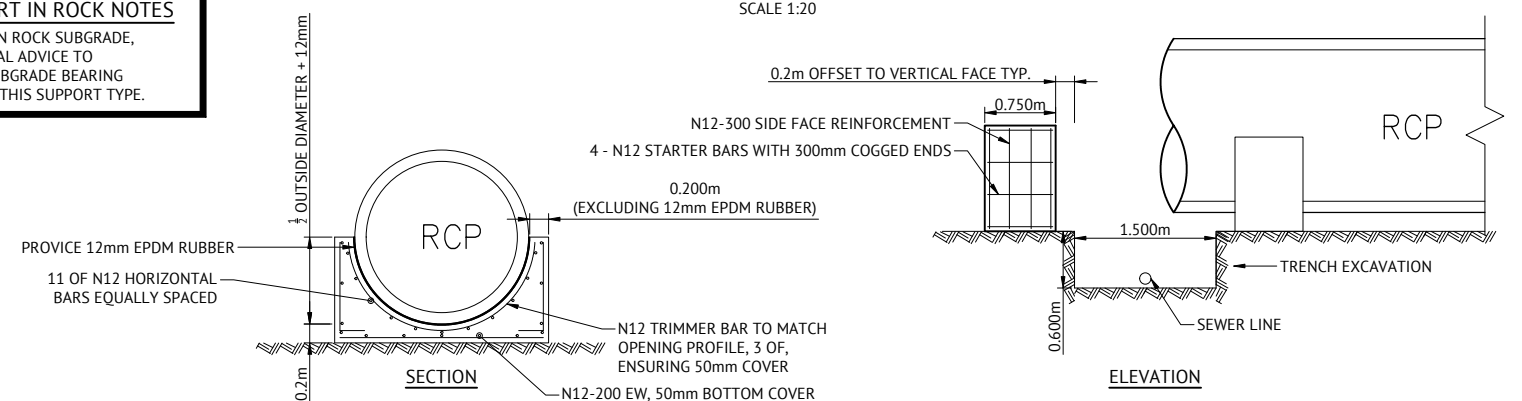 RT IN ROCK NOTES
N ROCK SUBGRADE,
AL ADVICE TO
BGRADE BEARING
THIS SUPPORT TYPE.
SCALE 1:20
1/2 OUTSIDE DIAMETER + 12mm
RCP
0.200m
(EXCLUDING 12mm EPDM RUBBER)
PROVICE 12mm EPDM RUBBER
11 OF N12 HORIZONTAL
BARS EQUALLY SPACED
N12 TRIMMER BAR TO MATCH
OPENING PROFILE, 3 OF,
ENSURING 50mm COVER
N12-200 EW, 50mm BOTTOM COVER
0.2m
SECTION
0.2m OFFSET TO VERTICAL FACE TYP.
0.750m
N12-300 SIDE FACE REINFORCEMENT
4 - N12 STARTER BARS WITH 300mm COGGED ENDS
RCP
1.500m
TRENCH EXCAVATION
SEWER LINE
0.600m
ELEVATION